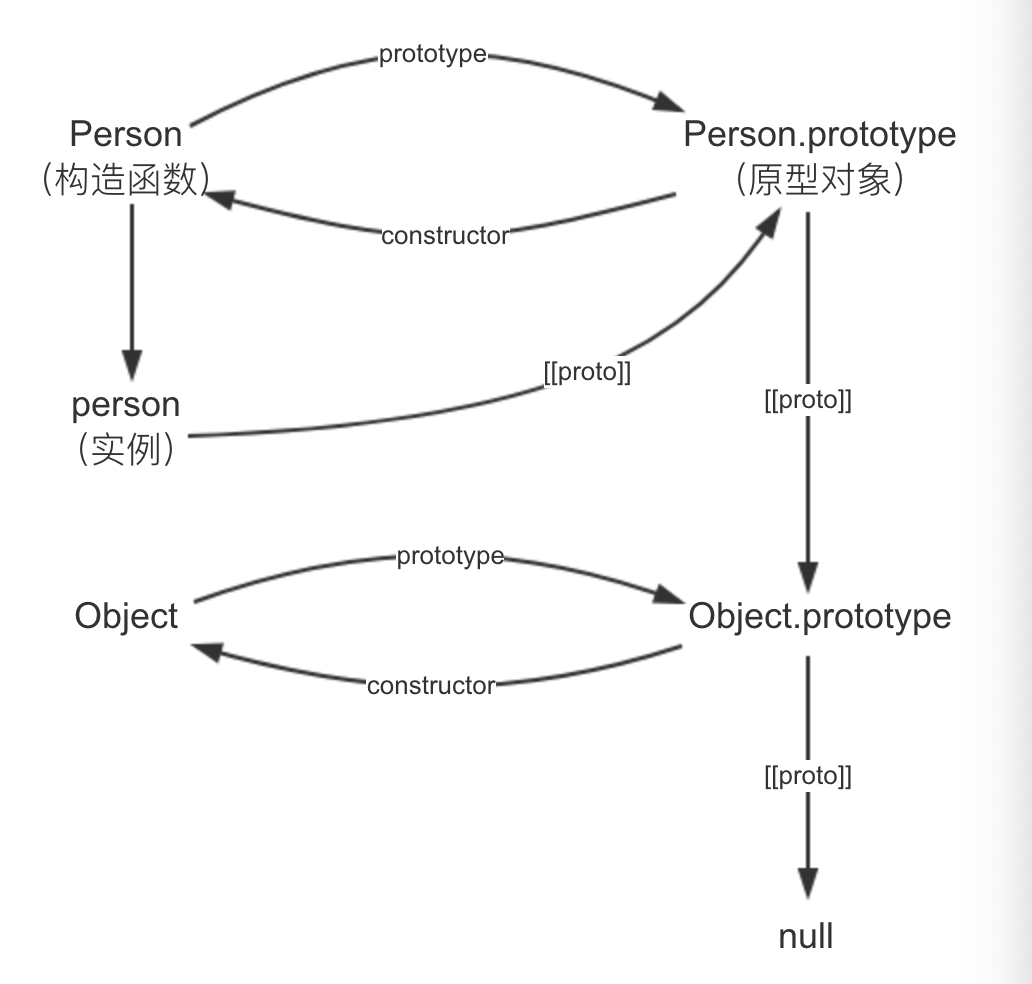 prototype
Person
(构造函数)
Person.prototype
(原型对象)
constructor
[[proto]]
[[proto]]
person
(实例)
prototype
Object
Object.prototype
constructor
[[proto]]
null